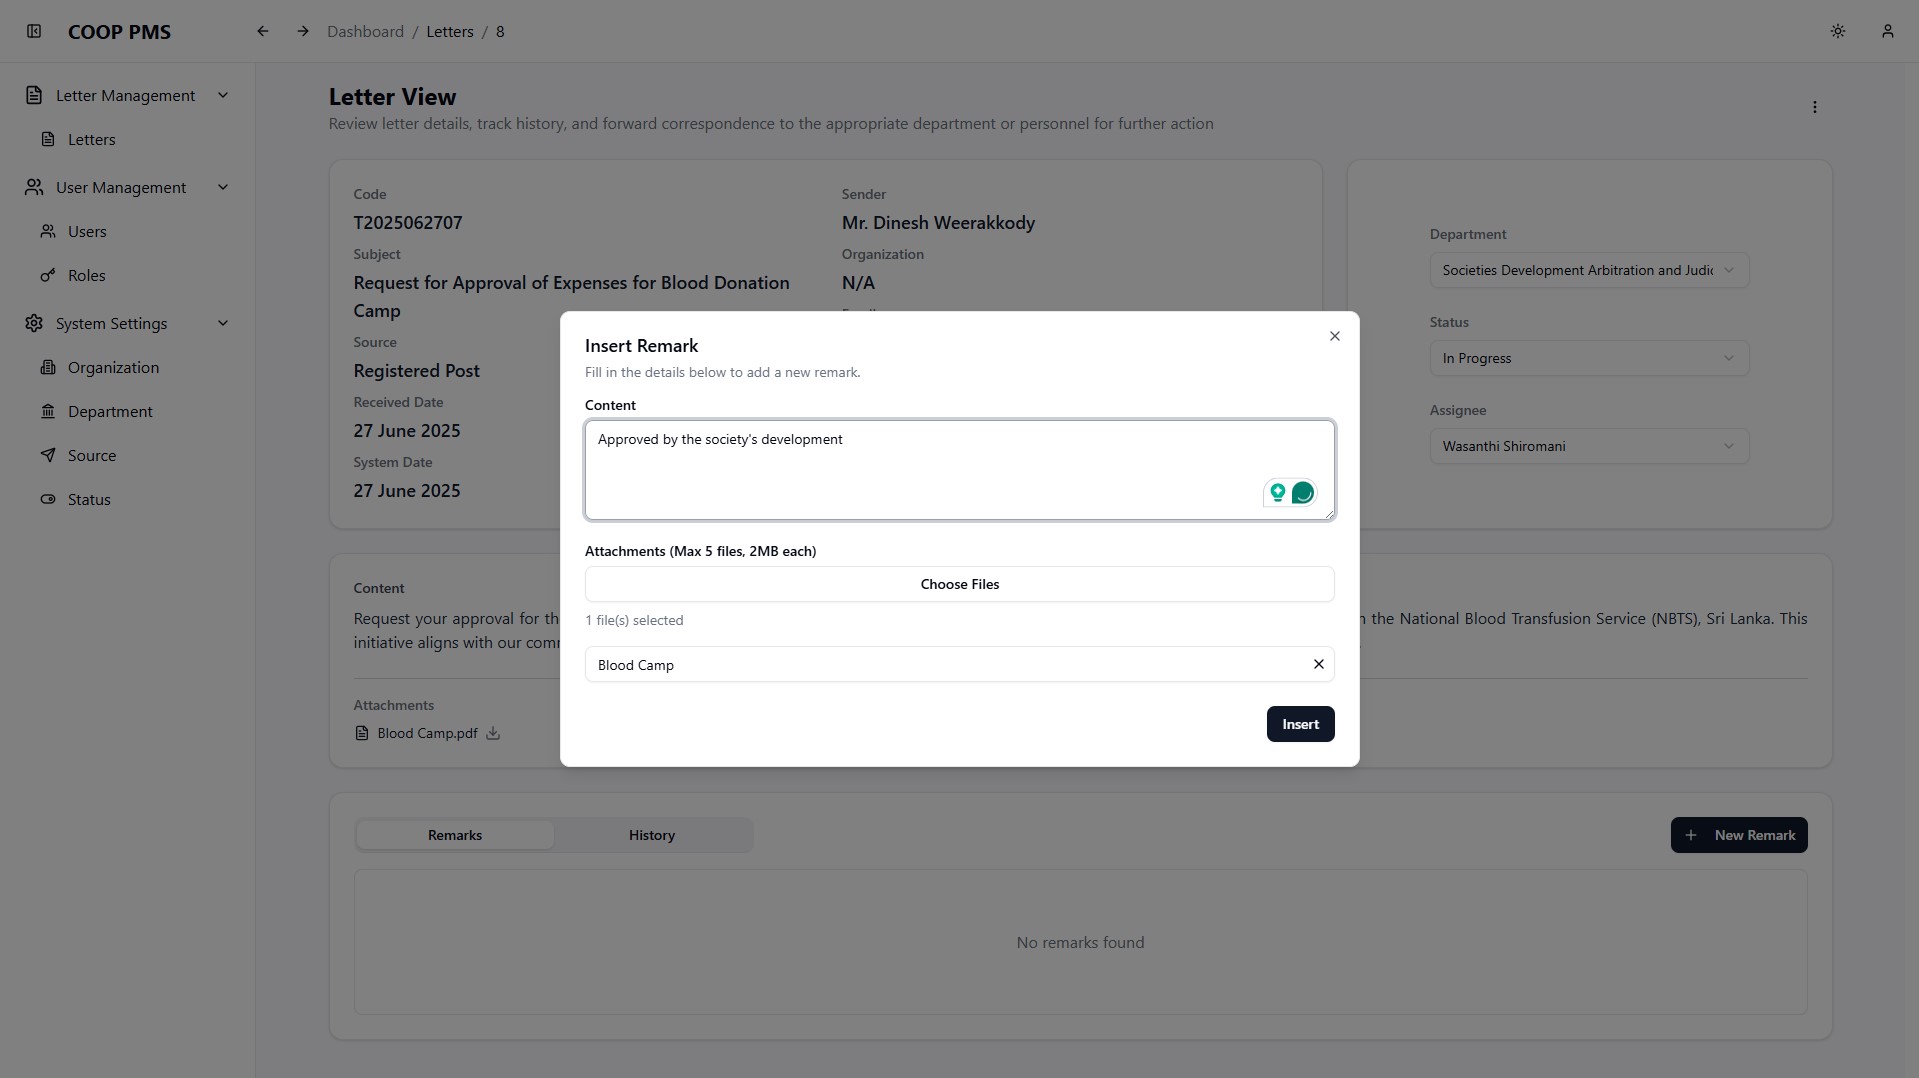 COOP PMS
Dashboard / Letters / 8
Letter Management
Letters
User Management
Users
Roles
System Settings
Organization
Department
Source
Status
Letter View
Review letter details, track history, and forward correspondence to the appropriate department or personnel for further action
Code
T2025062707
Subject
Request for Approval of Expenses for Blood Donation
Camp
Source
Registered Post
Received Date
27 June 2025
System Date
27 June 2025
Sender
Mr. Dinesh Weerakkody
Organization
N/A
Department
Societies Development Arbitration and Judic
Status
In Progress
Assignee
Wasanthi Shiromani
Insert Remark
Fill in the details below to add a new remark.
Content
Approved by the society's development
Attachments (Max 5 files, 2MB each)
Choose Files
1 file(s) selected
Blood Camp
Insert
Content
Request your approval for th n the National Blood Transfusion Service (NBTS), Sri Lanka. This
initiative aligns with our com
Attachments
Blood Camp.pdf
Remarks
History
+ New Remark
No remarks found